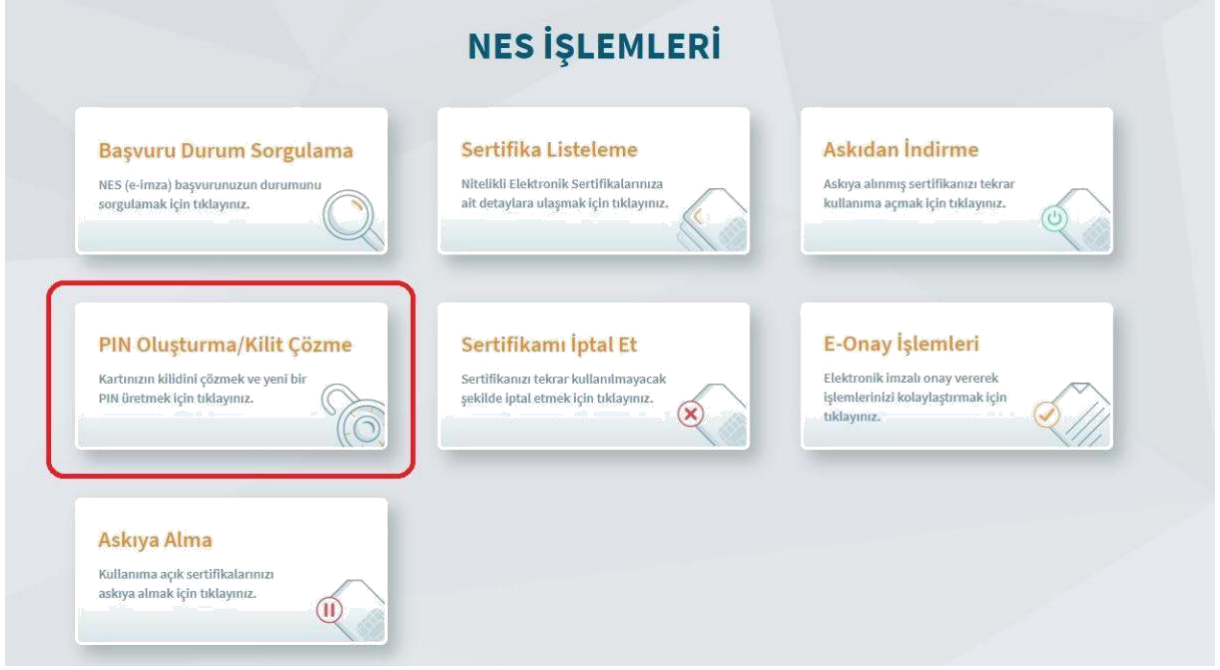 NES İŞLEMLERİ
Başvuru Durum Sorgulama
NES (e-imza) başvurunuzun durumunu
sorgulamak için tıklayınız.
Sertifika Listeleme
Nitelikli Elektronik Sertifikalarınıza
ait detaylara ulaşmak için tıklayınız.
Askıdan İndirme
Askıya alınmış sertifikanızı tekrar
kullanıma açmak için tıklayınız.
PIN Oluşturma/Kilit Çözme
Kartınızın kilidini çözmek ve yeni bir
PIN üretmek için tıklayınız.
Sertifikamı İptal Et
Sertifikanızı tekrar kullanılmayacak
şekilde iptal etmek için tıklayınız.
E-Onay İşlemleri
Elektronik imzalı onay vererek
işlemlerinizi kolaylaştırmak için
tıklayınız.
Askıya Alma
Kullanıma açık sertifikalarınızı
askıya almak için tıklayınız.